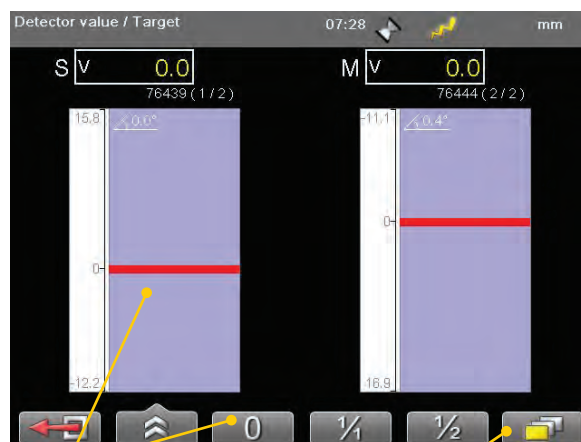 Detector value / Target 07:28 mm
S V 0.0 M V 0.0
76439 ( 1 / 2 ) 76444 ( 2 / 2 )
15.8 0.0° -11.1 0.4°
0
0
-12.2 16.9
0 1/1 1/2